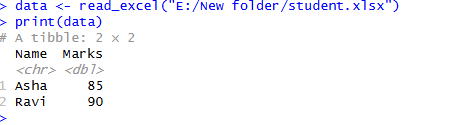 > data <- read_excel("E:/New folder/student.xlsx")
> print(data)
# A tibble: 2 × 2
  Name  Marks
  <chr> <dbl>
1 Asha     85
2 Ravi     90
>